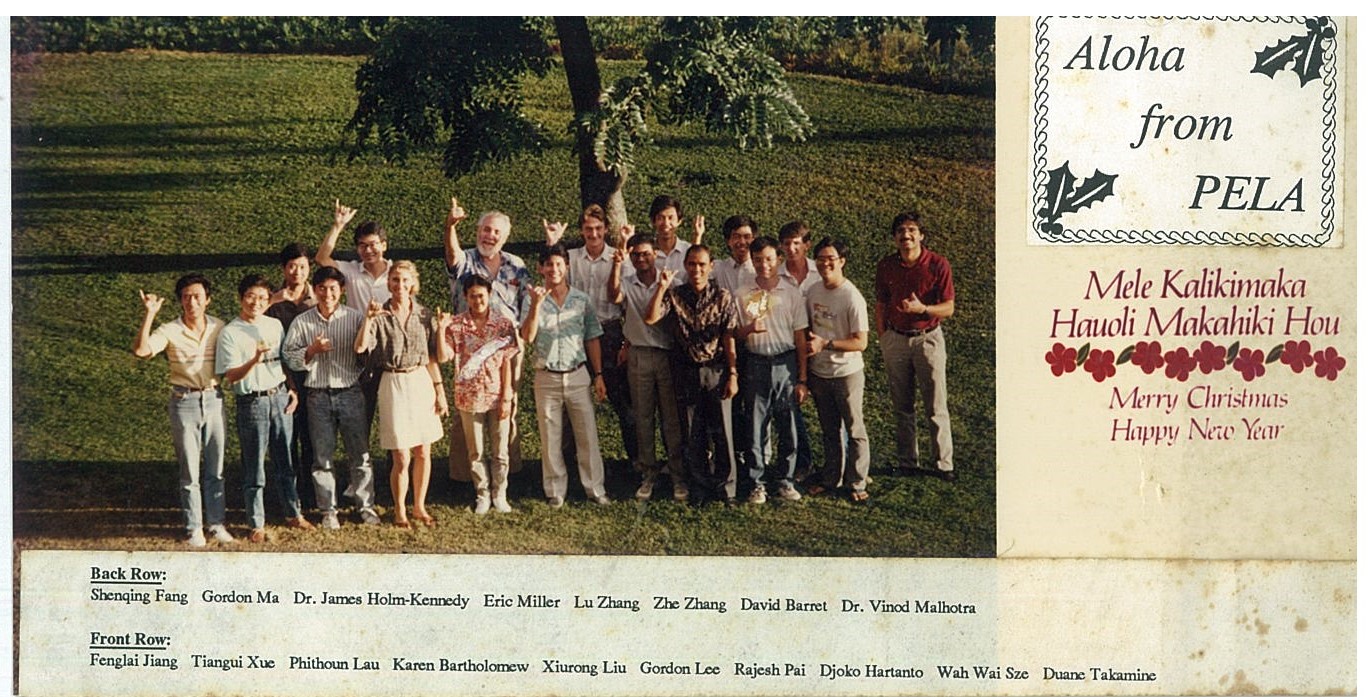 Aloha
from
PELA
Mele Kalikimaka
Hauoli Makahiki Hou
Merry Christmas
Happy New Year
Back Row:
Shenqing Fang Gordon Ma Dr. James Holm-Kennedy Eric Miller Lu Zhang Zhe Zhang David Barret Dr. Vinod Malhotra
Front Row:
Fenglai Jiang Tiangui Xue Phithoun Lau Karen Bartholomew Xiurong Liu Gordon Lee Rajesh Pai Djoko Hartanto Wah Wai Sze Duane Takamine